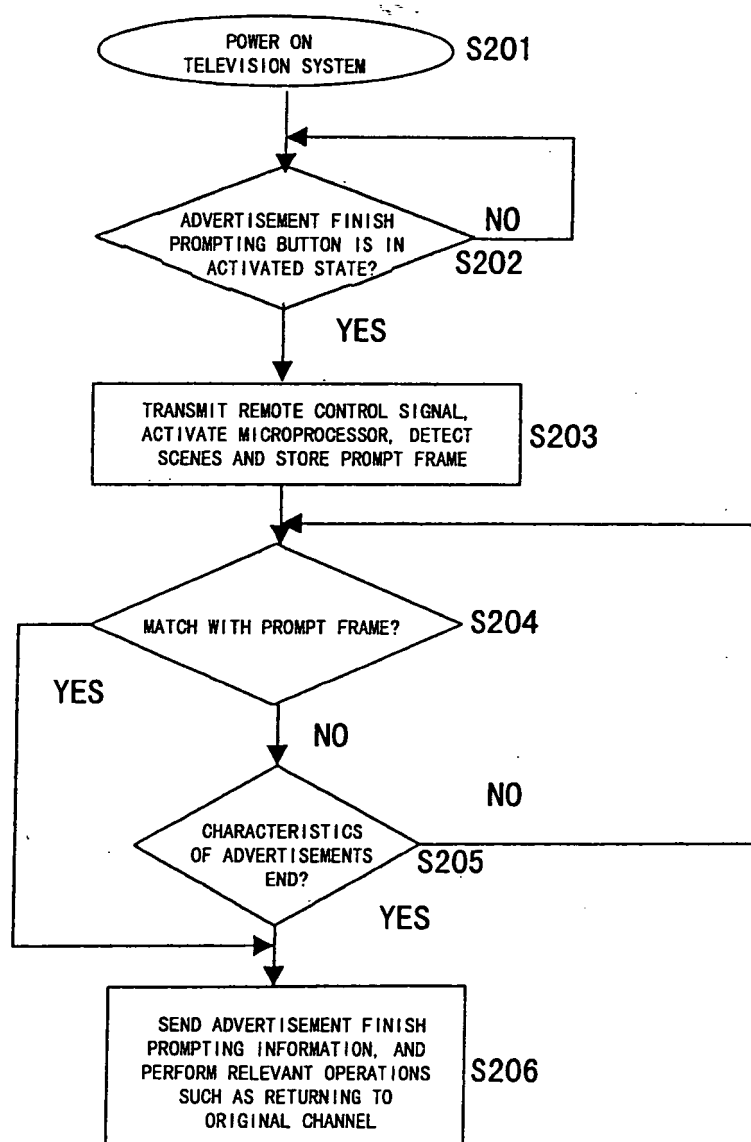 POWER ON
TELEVISION SYSTEM
S201
ADVERTISEMENT FINISH
PROMPTING BUTTON IS IN
ACTIVATED STATE?
NO
S202
YES
TRANSMIT REMOTE CONTROL SIGNAL,
ACTIVATE MICROPROCESSOR, DETECT
SCENES AND STORE PROMPT FRAME
S203
MATCH WITH PROMPT FRAME?
S204
YES
NO
CHARACTERISTICS
OF ADVERTISEMENTS
END?
NO
S205
YES
SEND ADVERTISEMENT FINISH
PROMPTING INFORMATION, AND
PERFORM RELEVANT OPERATIONS
SUCH AS RETURNING TO
ORIGINAL CHANNEL
S206